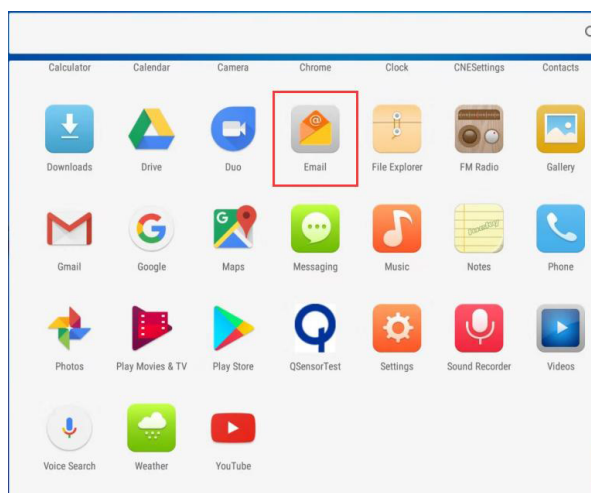 Calculator Calendar Camera Chrome Clock CNESettings Contacts
Downloads Drive Duo Email File Explorer FM Radio Gallery
Gmail Google Maps Messaging Music Notes Phone
Photos Play Movies & TV Play Store QSensorTest Settings Sound Recorder Videos
Voice Search Weather YouTube